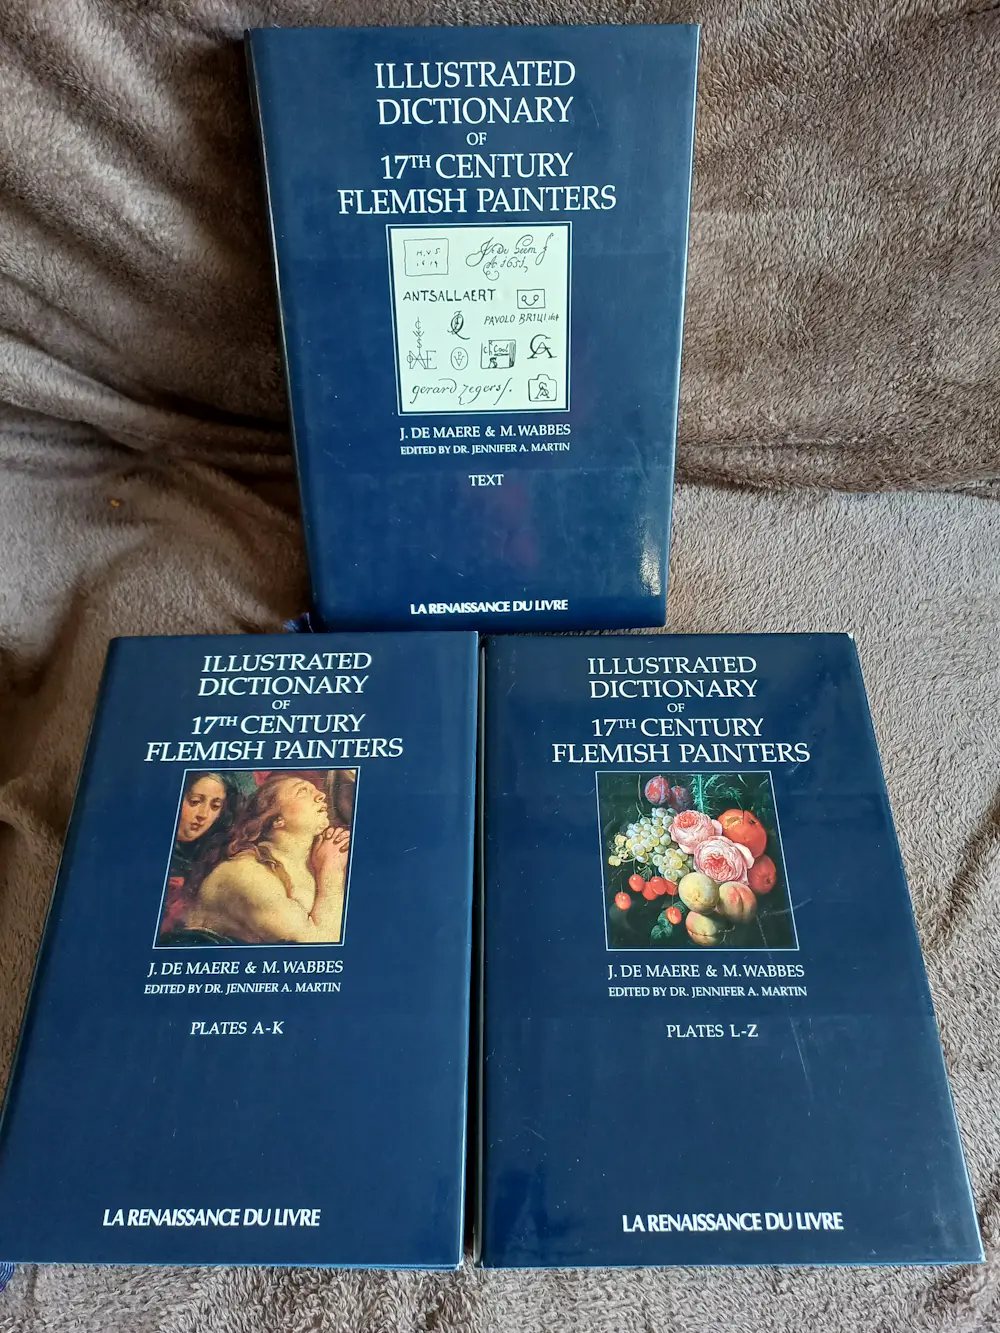 ILLUSTRATED
DICTIONARY
OF
17TH CENTURY
FLEMISH PAINTERS
M.V.S
ANTSALLAERT
PAVOLO BRILLI
gerard Zegers f.
J. DE MAERE & M. WABBES
EDITED BY DR. JENNIFER A. MARTIN
TEXT
LA RENAISSANCE DU LIVRE
ILLUSTRATED
DICTIONARY
OF
17TH CENTURY
FLEMISH PAINTERS
J. DE MAERE & M. WABBES
EDITED BY DR. JENNIFER A. MARTIN
PLATES A-K
LA RENAISSANCE DU LIVRE
ILLUSTRATED
DICTIONARY
OF
17TH CENTURY
FLEMISH PAINTERS
J. DE MAERE & M. WABBES
EDITED BY DR. JENNIFER A. MARTIN
PLATES L-Z
LA RENAISSANCE DU LIVRE